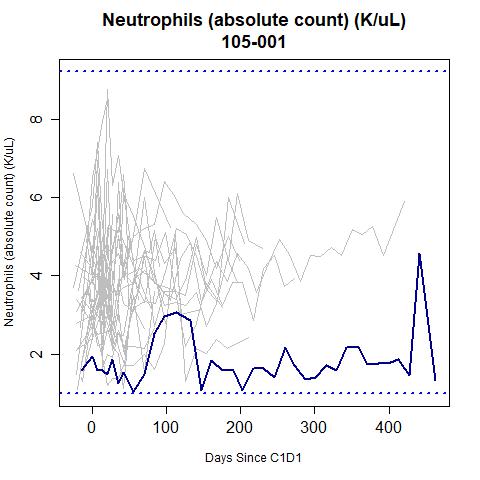 Neutrophils (absolute count) (K/uL)
105-001
Neutrophils (absolute count) (K/uL)
8
6
4
2
0 100 200 300 400
Days Since C1D1